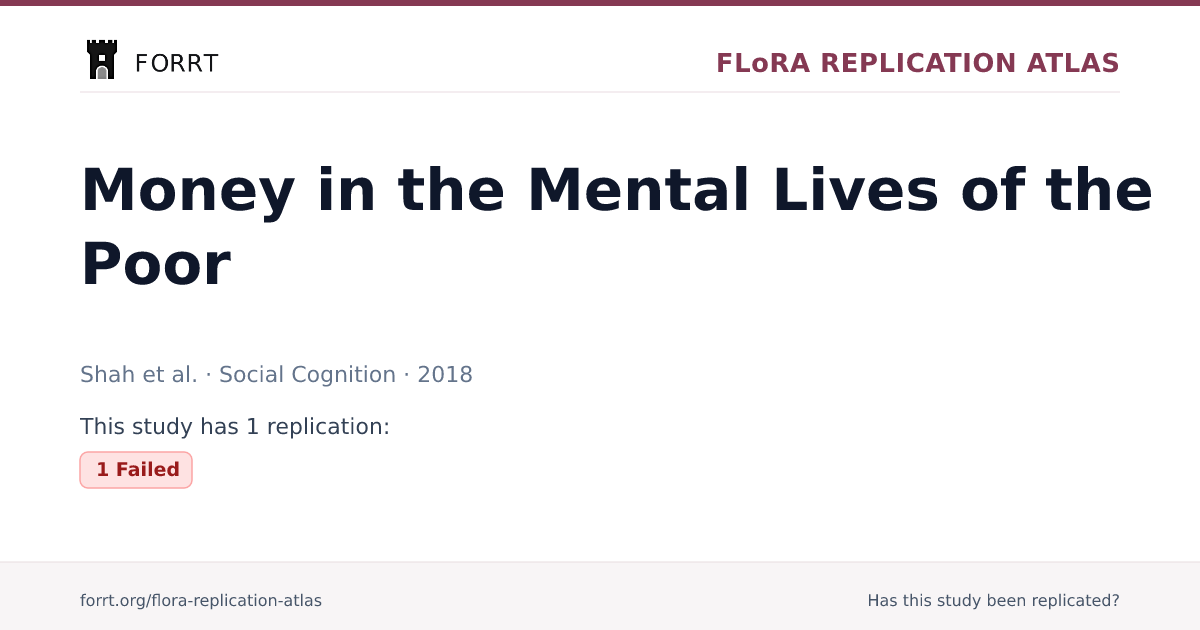 FORRT
FLoRA REPLICATION ATLAS
Money in the Mental Lives of the
Poor
Shah et al. · Social Cognition · 2018
This study has 1 replication:
1 Failed
forrt.org/flora-replication-atlas
Has this study been replicated?